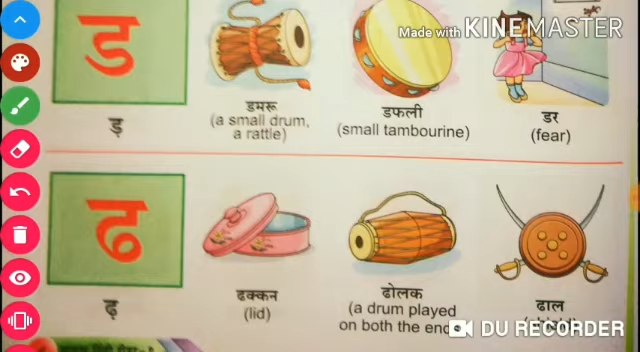 Made with KINEMASTER
ड
ड़
डमरू
(a small drum,
a rattle)
डफली
(small tambourine)
डर
(fear)
ढ
ढ़
ढक्कन
(lid)
ढोलक
(a drum played
on both the end
ढाल
DU RECORDER